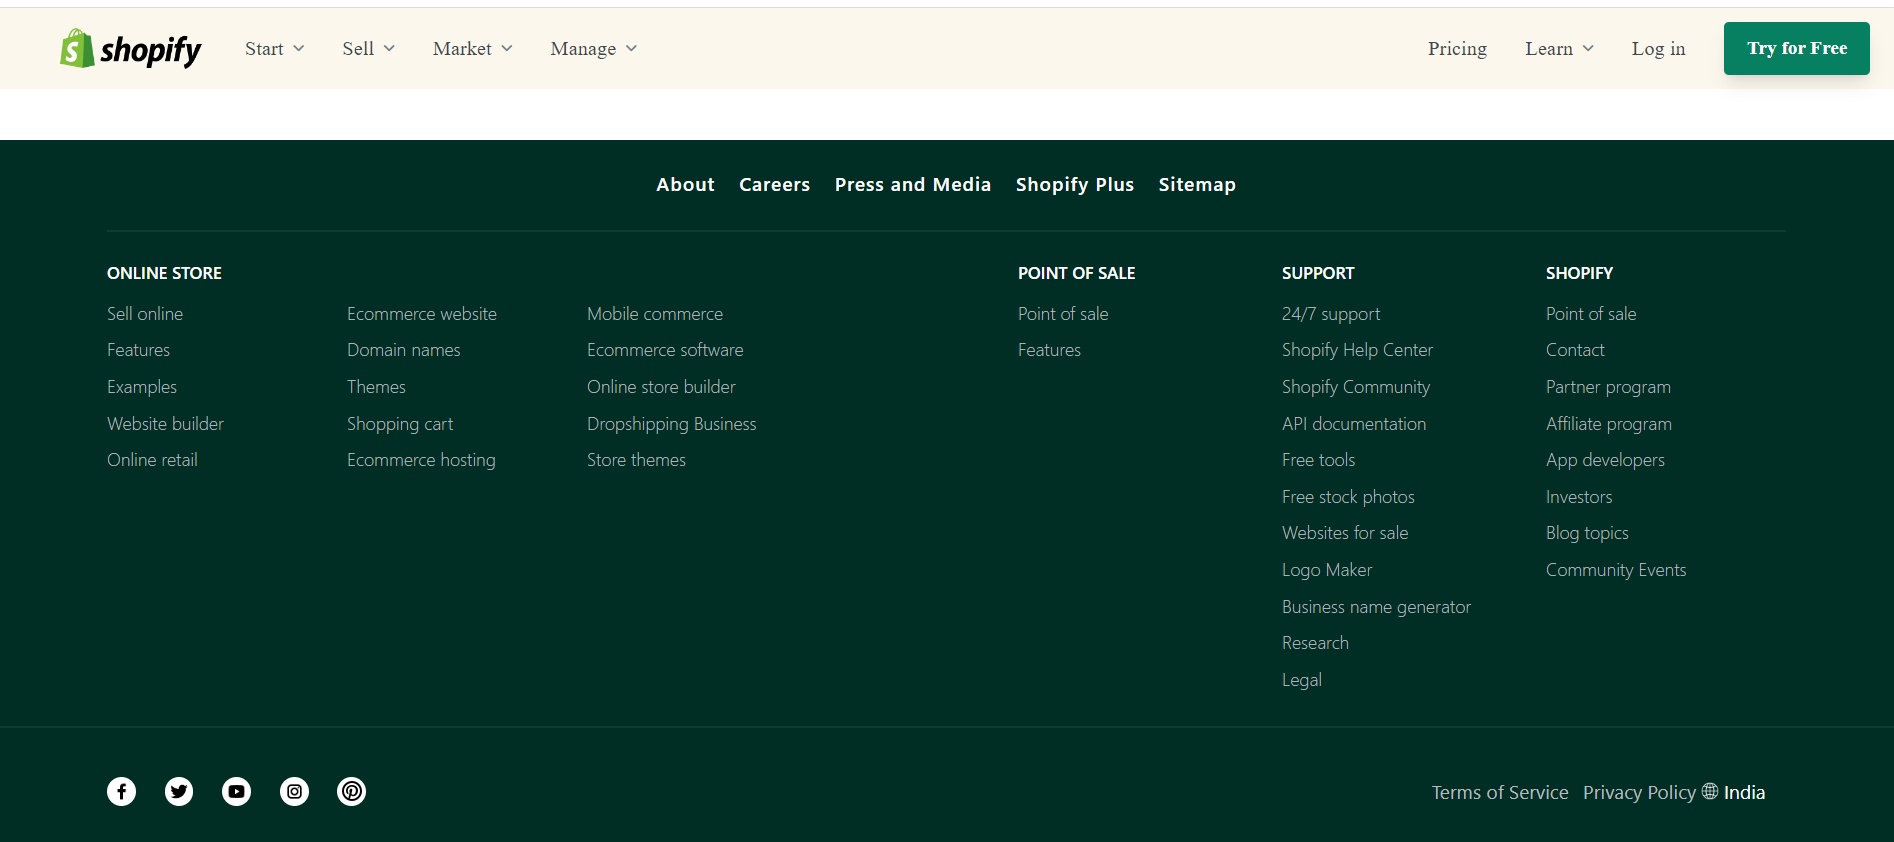 shopify Start Sell Market Manage Pricing Learn Log in Try for Free
About Careers Press and Media Shopify Plus Sitemap
ONLINE STORE
Sell online
Features
Examples
Website builder
Online retail
Ecommerce website
Domain names
Themes
Shopping cart
Ecommerce hosting
Mobile commerce
Ecommerce software
Online store builder
Dropshipping Business
Store themes
POINT OF SALE
Point of sale
Features
SUPPORT
24/7 support
Shopify Help Center
Shopify Community
API documentation
Free tools
Free stock photos
Websites for sale
Logo Maker
Business name generator
Research
Legal
SHOPIFY
Point of sale
Contact
Partner program
Affiliate program
App developers
Investors
Blog topics
Community Events
Terms of Service Privacy Policy India